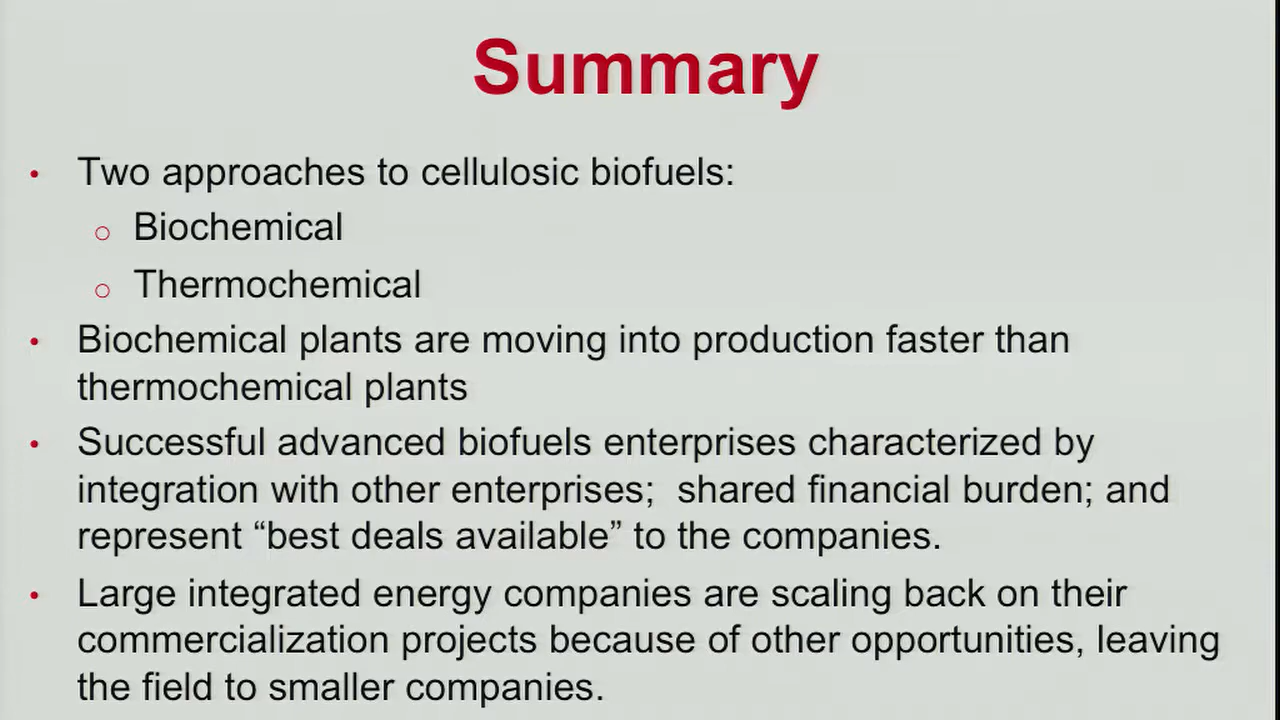 Summary
• Two approaches to cellulosic biofuels:
o Biochemical
o Thermochemical
• Biochemical plants are moving into production faster than
thermochemical plants
• Successful advanced biofuels enterprises characterized by
integration with other enterprises;  shared financial burden; and
represent “best deals available” to the companies.
• Large integrated energy companies are scaling back on their
commercialization projects because of other opportunities, leaving
the field to smaller companies.